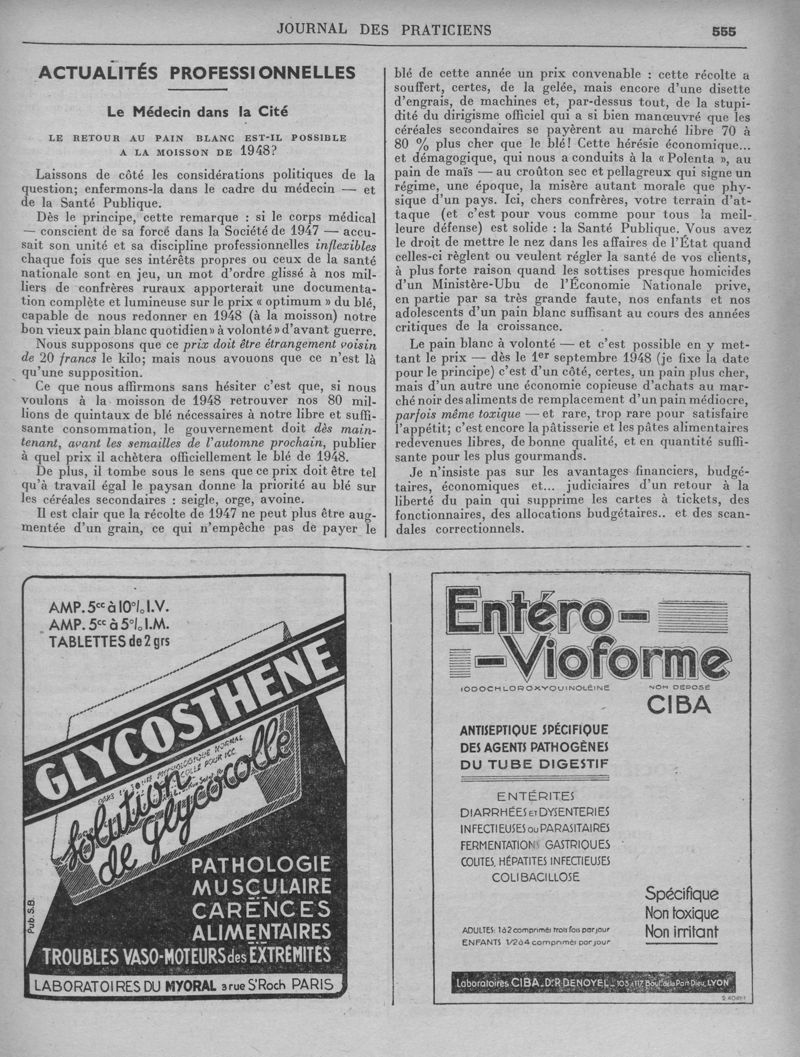 JOURNAL DES PRATICIENS
555
ACTUALITÉS PROFESSIONNELLES
Le Médecin dans la Cité
LE RETOUR AU PAIN BLANC EST-IL POSSIBLE
A LA MOISSON DE 1948?
Laissons de côté les considérations politiques de la
question; enfermons-la dans le cadre du médecin — et
de la Santé Publique.
Dès le principe, cette remarque : si le corps médical
— conscient de sa forcé dans la Société de 1947 — accu-
sait son unité et sa discipline professionnelles inflexibles
chaque fois que ses intérêts propres ou ceux de la santé
nationale sont en jeu, un mot d'ordre glissé à nos mil-
liers de confrères ruraux apporterait une documenta-
tion complète et lumineuse sur le prix « optimum » du blé,
capable de nous redonner en 1948 (à la moisson) notre
bon vieux pain blanc quotidien » à volonté » d'avant guerre.
Nous supposons que ce prix doit être étrangement voisin
de 20 francs le kilo; mais nous avouons que ce n'est là
qu'une supposition.
Ce que nous affirmons sans hésiter c'est que, si nous
voulons à la moisson de 1948 retrouver nos 80 mil-
lions de quintaux de blé nécessaires à notre libre et suffi-
sante consommation, le gouvernement doit dès main-
tenant, avant les semailles de l'automne prochain, publier
à quel prix il achètera officiellement le blé de 1948.
De plus, il tombe sous le sens que ce prix doit être tel
qu'à travail égal le paysan donne la priorité au blé sur
les céréales secondaires : seigle, orge, avoine.
Il est clair que la récolte de 1947 ne peut plus être aug-
mentée d'un grain, ce qui n'empêche pas de payer le
blé de cette année un prix convenable : cette récolte a
souffert, certes, de la gelée, mais encore d'une disette
d'engrais, de machines et, par-dessus tout, de la stupi-
dité du dirigisme officiel qui a si bien manœuvré que les
céréales secondaires se payèrent au marché libre 70 à
80 % plus cher que le blé! Cette hérésie économique...
et démagogique, qui nous a conduits à la « Polenta », au
pain de maïs — au croûton sec et pellagreux qui signe un
régime, une époque, la misère autant morale que phy-
sique d'un pays. Ici, chers confrères, votre terrain d'at-
taque (et c'est pour vous comme pour tous la meil-
leure défense) est solide : la Santé Publique. Vous avez
le droit de mettre le nez dans les affaires de l'État quand
celles-ci règlent ou veulent régler la santé de vos clients,
à plus forte raison quand les sottises presque homicides
d'un Ministère-Ubu de l'Économie Nationale prive,
en partie par sa très grande faute, nos enfants et nos
adolescents d'un pain blanc suffisant au cours des années
critiques de la croissance.
Le pain blanc à volonté — et c'est possible en y met-
tant le prix — dès le 1er septembre 1948 (je fixe la date
pour le principe) c'est d'un côté, certes, un pain plus cher,
mais d'un autre une économie copieuse d'achats au mar-
ché noir des aliments de remplacement d'un pain médiocre,
parfois même toxique — et rare, trop rare pour satisfaire
l'appétit; c'est encore la pâtisserie et les pâtes alimentaires
redevenues libres, de bonne qualité, et en quantité suffi-
sante pour les plus gourmands.
Je n'insiste pas sur les avantages financiers, budgé-
taires, économiques et... judiciaires d'un retour à la
liberté du pain qui supprime les cartes à tickets, des
fonctionnaires, des allocations budgétaires.. et des scan-
dales correctionnels.
AMP. 5cc à 10% I.V.
AMP. 5cc à 5% I.M.
TABLETTES de 2 grs
GLYCOSTHENE
Solution
de Glycocolle
PATHOLOGIE
MUSCULAIRE
CARENCES
ALIMENTAIRES
TROUBLES VASO-MOTEURS des EXTRÉMITÉS
Pub. S.B.
LABORATOIRES DU MYORAL 3 rue St Roch PARIS
Entéro-
-Vioforme
IODOCHLOROXYQUINOLÉINE
NOM DÉPOSÉ
CIBA
ANTISEPTIQUE SPÉCIFIQUE
DES AGENTS PATHOGÈNES
DU TUBE DIGESTIF
ENTÉRITES
DIARRHÉES ET DYSENTERIES
INFECTIEUSES OU PARASITAIRES
FERMENTATIONS GASTRIQUES
COLITES, HÉPATITES INFECTIEUSES
COLIBACILLOSE
Spécifique
Non toxique
Non irritant
ADULTES: 1 à 2 comprimés trois fois par jour
ENFANTS 1/2 à 4 comprimés par jour
Laboratoires CIBA_Dr P. DENOYEL_103 à 117 Boul. de la Part-Dieu, LYON